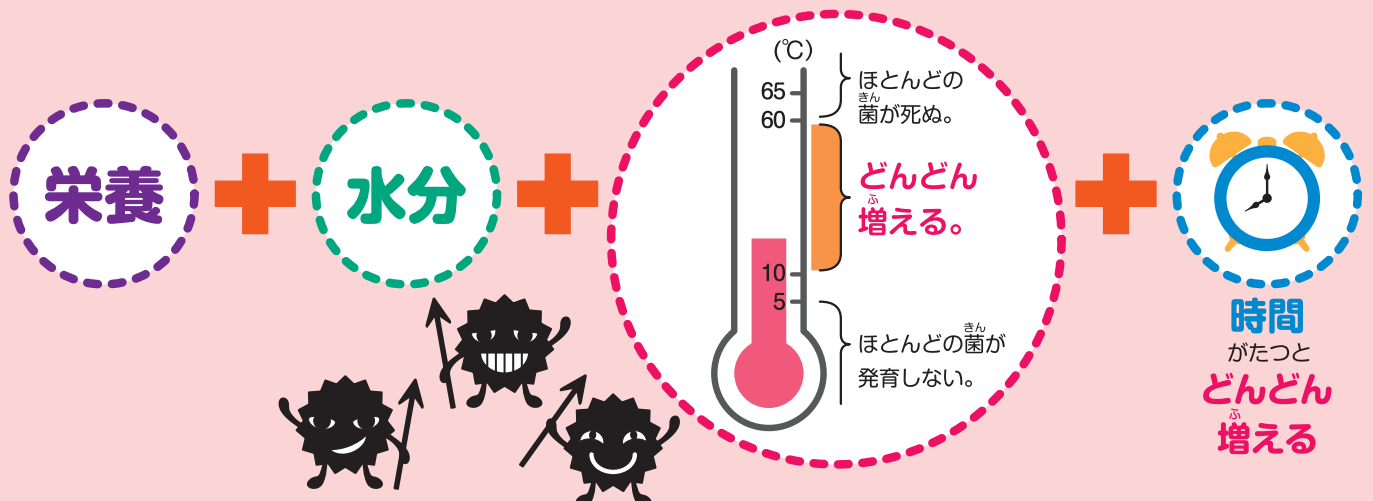 栄養
水分
(℃)
65
60
10
5
ほとんどの
きん
菌が死ぬ。
どんどん
ふ
増える。
きん
ほとんどの菌が
発育しない。
時間
がたつと
どんどん
ふ
増える